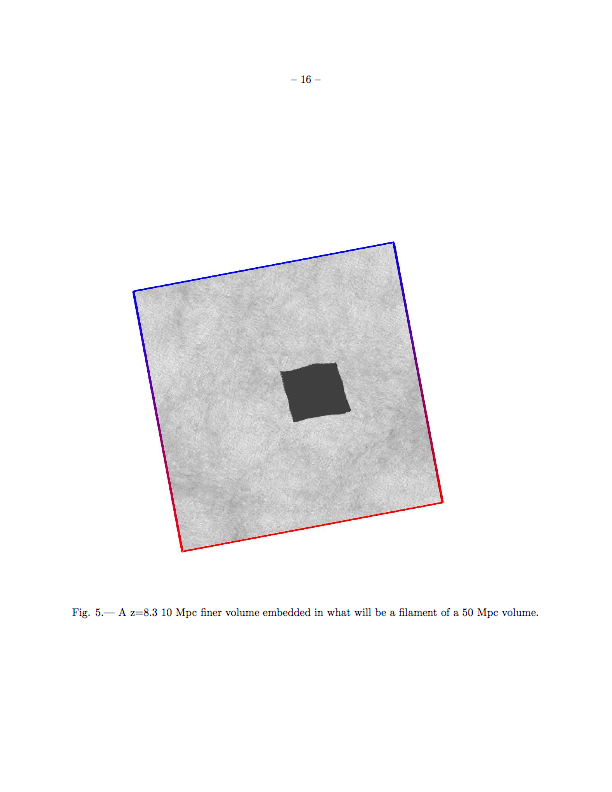 – 16 –
Fig. 5.— A z=8.3 10 Mpc finer volume embedded in what will be a filament of a 50 Mpc volume.